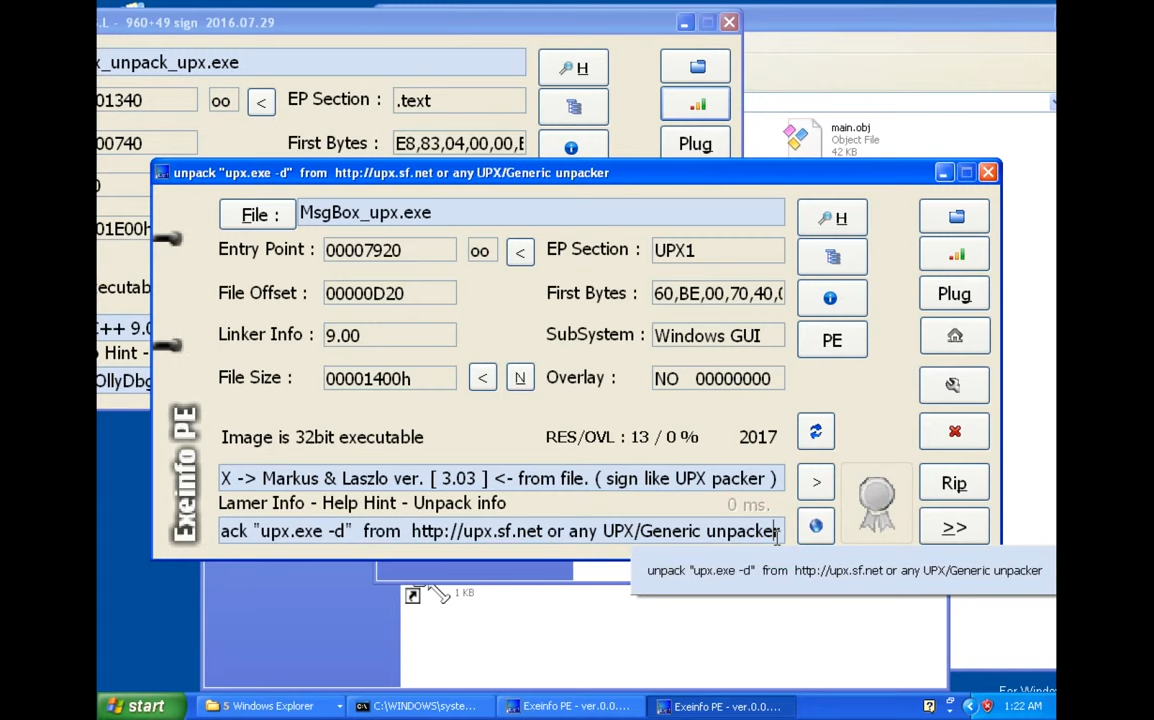 S.L - 960+49 sign 2016.07.29
x_unpack_upx.exe
H
01340
oo
<
EP Section :
.text
00740
First Bytes :
E8,83,04,00,00,E
Plug
main.obj
Object File
42 KB
01E00h
C++ 9.0
OllyDbg
unpack "upx.exe -d" from http://upx.sf.net or any UPX/Generic unpacker
File :
MsgBox_upx.exe
H
Entry Point :
00007920
oo
<
EP Section :
UPX1
File Offset :
00000D20
First Bytes :
60,BE,00,70,40,0
Plug
Linker Info :
9.00
SubSystem :
Windows GUI
PE
File Size :
00001400h
<
N
Overlay :
NO 00000000
Image is 32bit executable
RES/OVL : 13 / 0 %
2017
Exeinfo PE
X -> Markus & Laszlo ver. [ 3.03 ] <- from file. ( sign like UPX packer )
>
Rip
Lamer Info - Help Hint - Unpack info
0 ms.
ack "upx.exe -d" from http://upx.sf.net or any UPX/Generic unpacker
>>
unpack "upx.exe -d" from http://upx.sf.net or any UPX/Generic unpacker
1 KB
For Window
start
5 Windows Explorer
C:\WINDOWS\syste...
Exeinfo PE - ver.0.0....
Exeinfo PE - ver.0.0....
1:22 AM